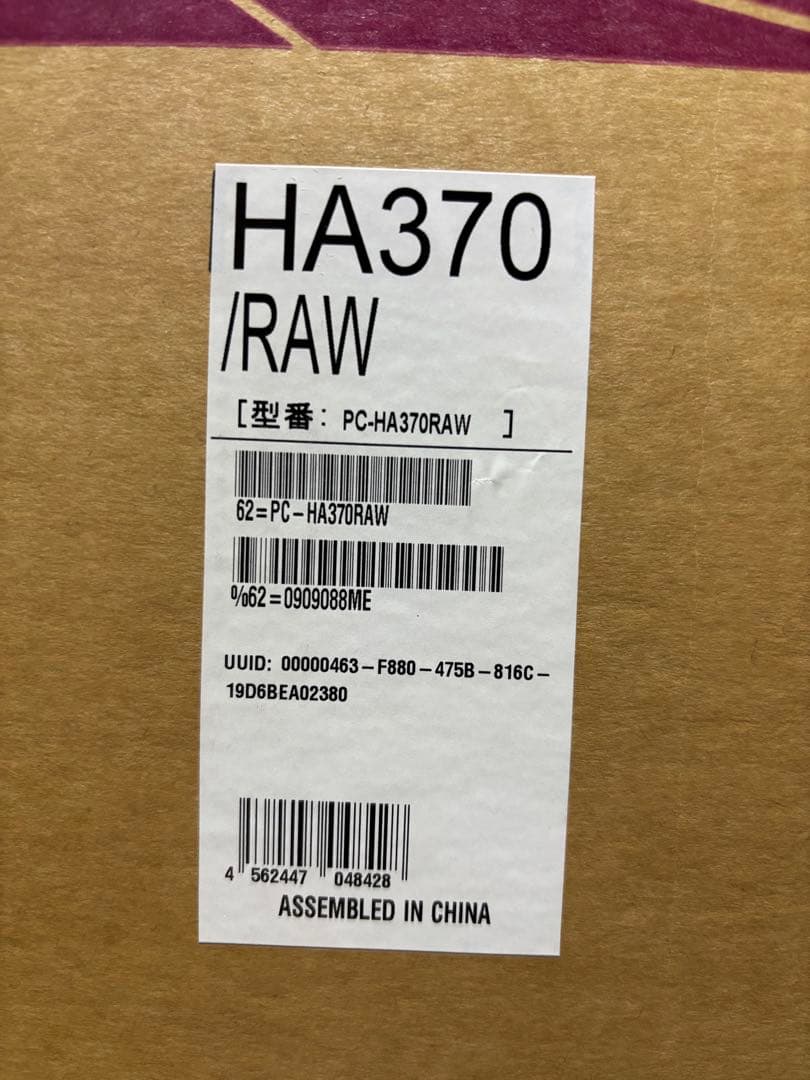 HA370
/RAW
[型番: PC-HA370RAW ]
62=PC-HA370RAW
%62=0909088ME
UUID: 00000463-F880-475B-816C-
19D6BEA02380
4 562447 048428
ASSEMBLED IN CHINA